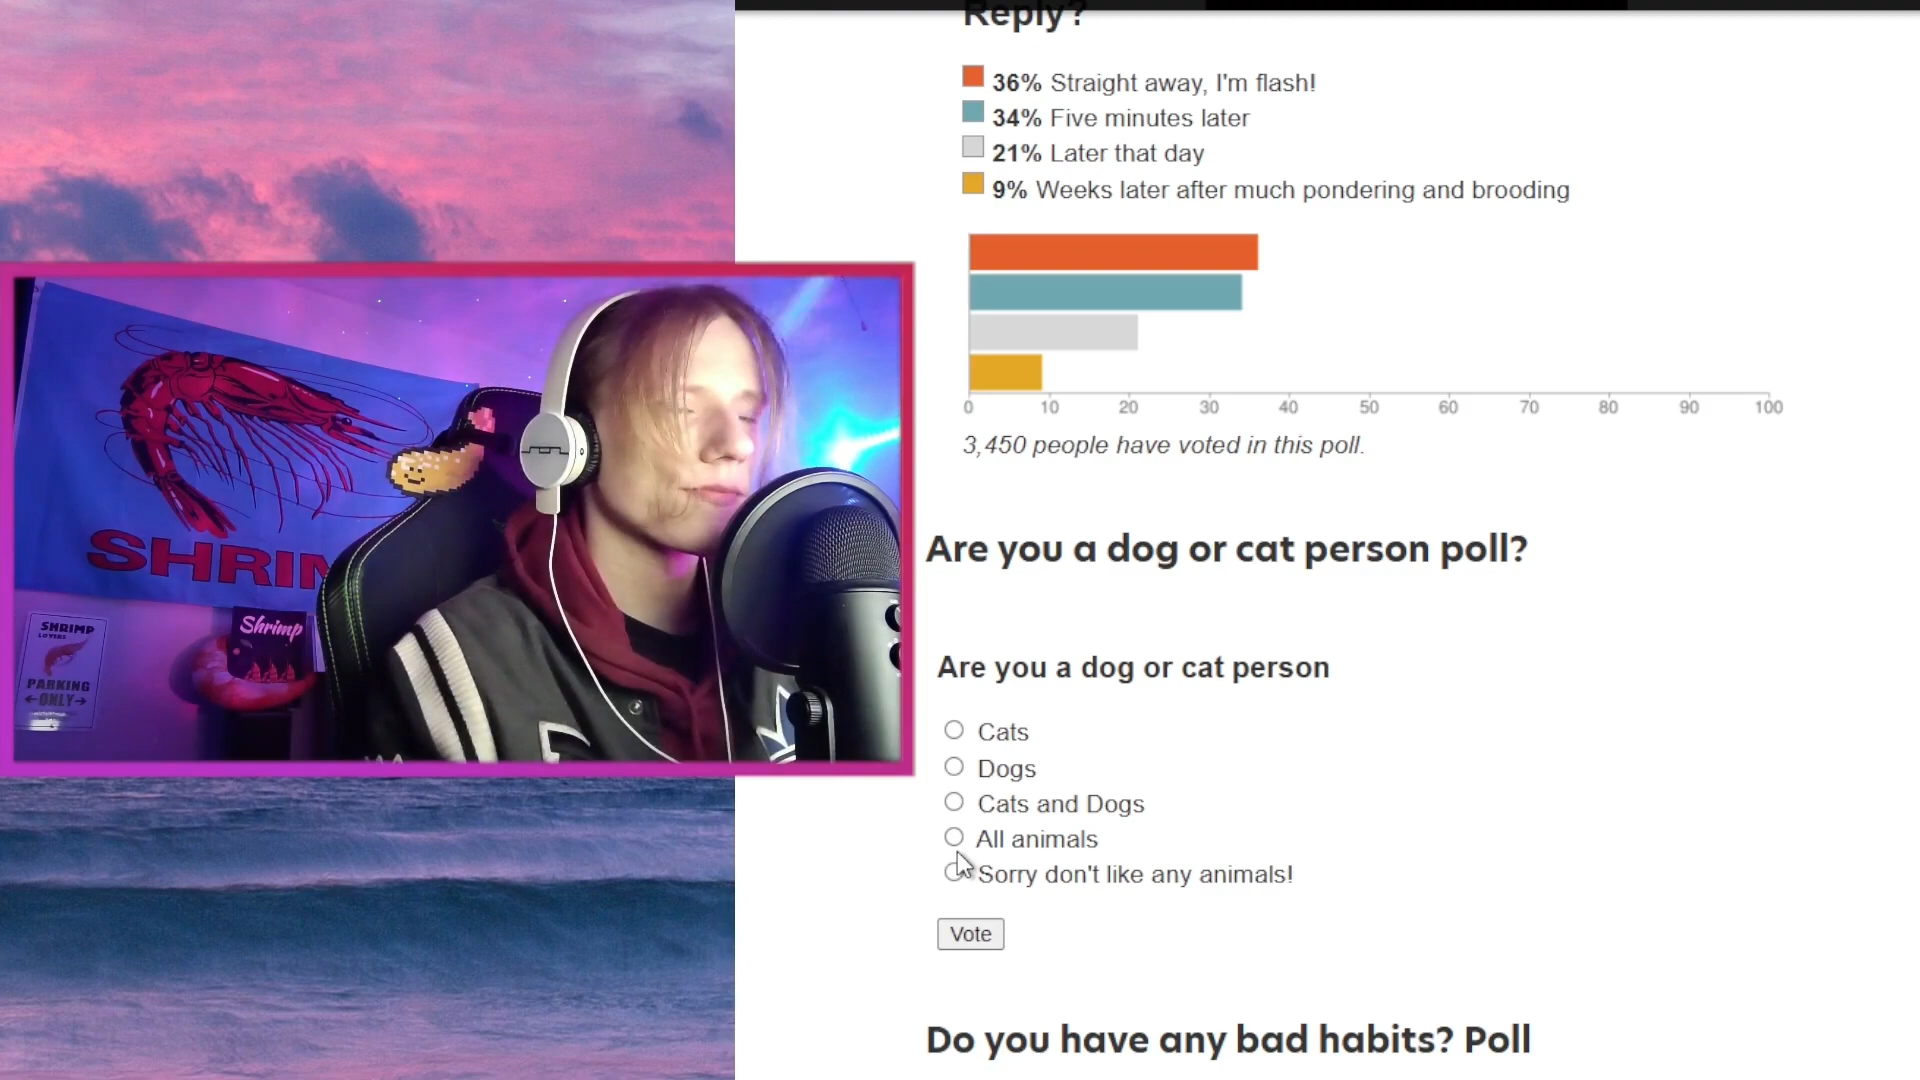 Reply?
36% Straight away, I'm flash!
34% Five minutes later
21% Later that day
9% Weeks later after much pondering and brooding
0 10 20 30 40 50 60 70 80 90 100
3,450 people have voted in this poll.
Are you a dog or cat person poll?
Are you a dog or cat person
Cats
Dogs
Cats and Dogs
All animals
Sorry don't like any animals!
Vote
Do you have any bad habits? Poll
SHRIM
Shrimp
SHRIMP
LOVERS
PARKING
←ONLY→